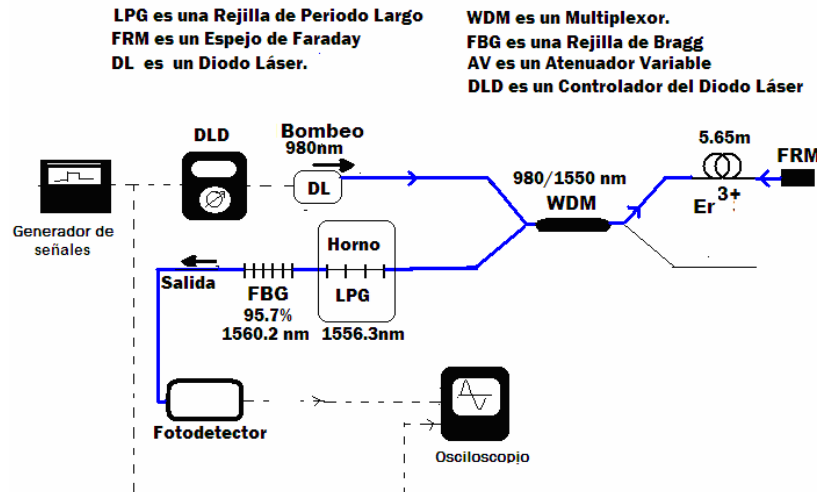 LPG es una Rejilla de Periodo Largo
FRM es un Espejo de Faraday
DL es un Diodo Láser.
WDM es un Multiplexor.
FBG es una Rejilla de Bragg
AV es un Atenuador Variable
DLD es un Controlador del Diodo Láser
DLD
Bombeo
980nm
DL
5.65m
FRM
Er3+
980/1550 nm
WDM
Generador de
señales
Horno
LPG
1556.3nm
Salida
FBG
95.7%
1560.2 nm
Fotodetector
Osciloscopio